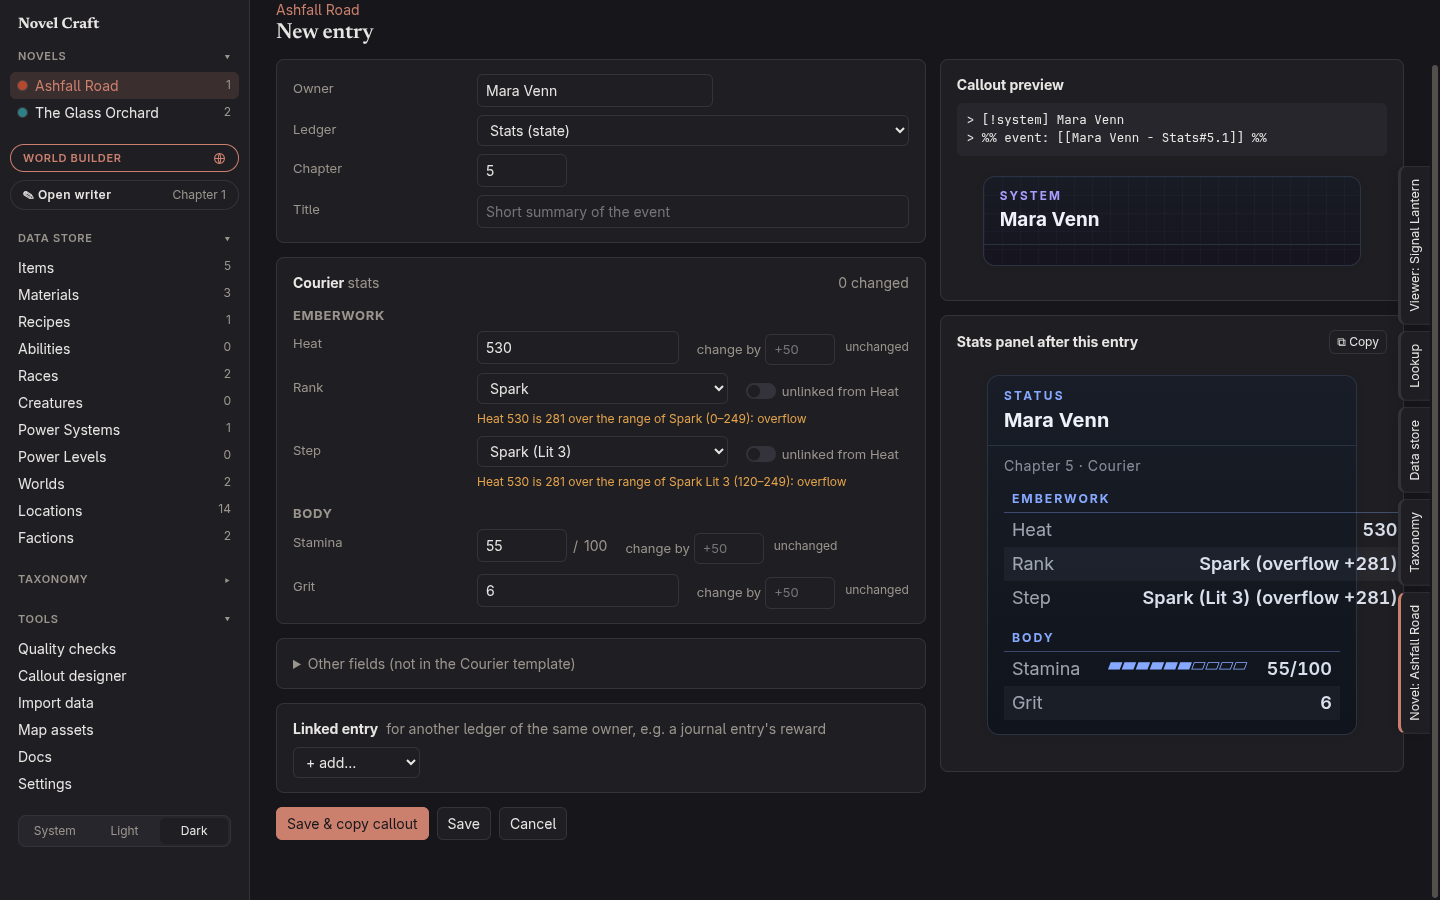 Novel Craft
NOVELS
Ashfall Road 1
The Glass Orchard 2
WORLD BUILDER
Open writer Chapter 1
DATA STORE
Items 5
Materials 3
Recipes 1
Abilities 0
Races 2
Creatures 0
Power Systems 1
Power Levels 0
Worlds 2
Locations 14
Factions 2
TAXONOMY
TOOLS
Quality checks
Callout designer
Import data
Map assets
Docs
Settings
System Light Dark
Ashfall Road
New entry
Owner Mara Venn
Ledger Stats (state)
Chapter 5
Title Short summary of the event
Courier stats 0 changed
EMBERWORK
Heat 530 change by +50 unchanged
Rank Spark unlinked from Heat
Heat 530 is 281 over the range of Spark (0–249): overflow
Step Spark (Lit 3) unlinked from Heat
Heat 530 is 281 over the range of Spark Lit 3 (120–249): overflow
BODY
Stamina 55 / 100 change by +50 unchanged
Grit 6 change by +50 unchanged
Other fields (not in the Courier template)
Linked entry for another ledger of the same owner, e.g. a journal entry's reward
+ add...
Save & copy callout Save Cancel
Callout preview
> [!system] Mara Venn
> %% event: [[Mara Venn - Stats#5.1]] %%
SYSTEM
Mara Venn
Stats panel after this entry Copy
STATUS
Mara Venn
Chapter 5 · Courier
EMBERWORK
Heat 530
Rank Spark (overflow +281)
Step Spark (Lit 3) (overflow +281)
BODY
Stamina 55/100
Grit 6
Viewer: Signal Lantern
Lookup
Data store
Taxonomy
Novel: Ashfall Road